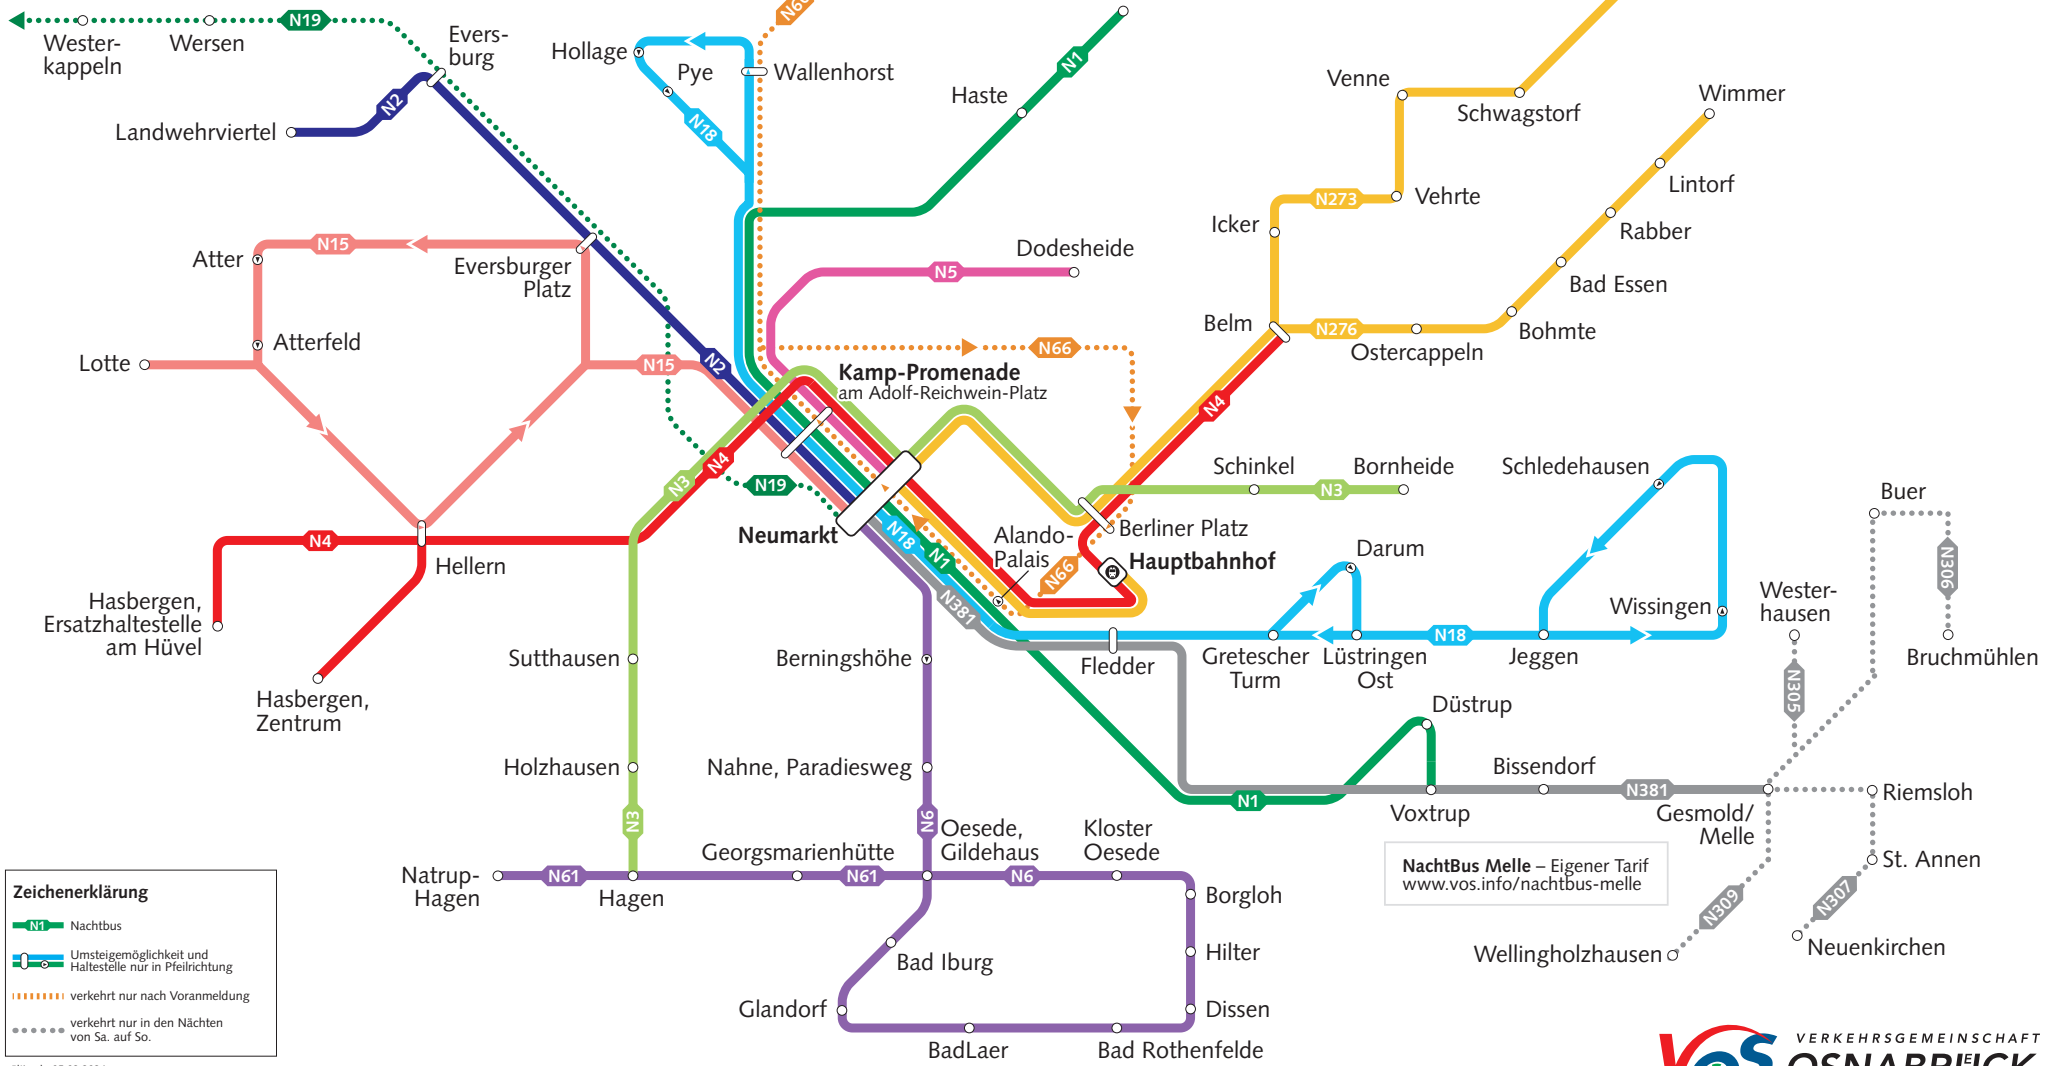 N19
Wester-
kappeln
Wersen
Evers-
burg
N2
Landwehrviertel
Hollage
Pye
N18
Wallenhorst
N66
Haste
N1
Venne
Schwagstorf
Wimmer
Lintorf
Rabber
Bad Essen
Bohmte
N273
Vehrte
Icker
Belm
N276
Ostercappeln
Atter
N15
Eversburger
Platz
Atterfeld
Lotte
N15
N2
Dodesheide
N5
N66
Kamp-Promenade
am Adolf-Reichwein-Platz
N4
N3
N4
N19
Neumarkt
N18
N1
N381
Alando-
Palais
N66
Schinkel
Bornheide
N3
Berliner Platz
Hauptbahnhof
Schledehausen
Darum
Wissingen
N18
Fledder
Gretescher
Turm
Lüstringen
Ost
Jeggen
Buer
N306
Wester-
hausen
N305
Bruchmühlen
N4
Hellern
Hasbergen,
Ersatzhaltestelle
am Hüvel
Hasbergen,
Zentrum
Sutthausen
Holzhausen
N3
Berningshöhe
Nahne, Paradiesweg
N6
Düstrup
N1
Voxtrup
Bissendorf
N381
Gesmold/
Melle
Riemsloh
St. Annen
N307
Neuenkirchen
N309
Wellingholzhausen
NachtBus Melle – Eigener Tarif
www.vos.info/nachtbus-melle
Natrup-
Hagen
N61
Hagen
Georgsmarienhütte
N61
Oesede,
Gildehaus
N6
Kloster
Oesede
Borgloh
Hilter
Dissen
Bad Rothenfelde
BadLaer
Glandorf
Bad Iburg
Zeichenerklärung
N1 Nachtbus
Umsteigemöglichkeit und
Haltestelle nur in Pfeilrichtung
verkehrt nur nach Voranmeldung
verkehrt nur in den Nächten
von Sa. auf So.
VOS
VERKEHRSGEMEINSCHAFT